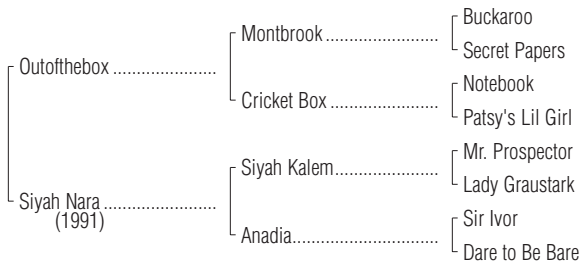 Buckaroo
Montbrook ........................
Secret Papers
Outofthebox ......................
Notebook
Cricket Box ........................
Patsy's Lil Girl
Mr. Prospector
Siyah Kalem.......................
Lady Graustark
Siyah Nara ........................
(1991)
Sir Ivor
Anadia.................................
Dare to Be Bare